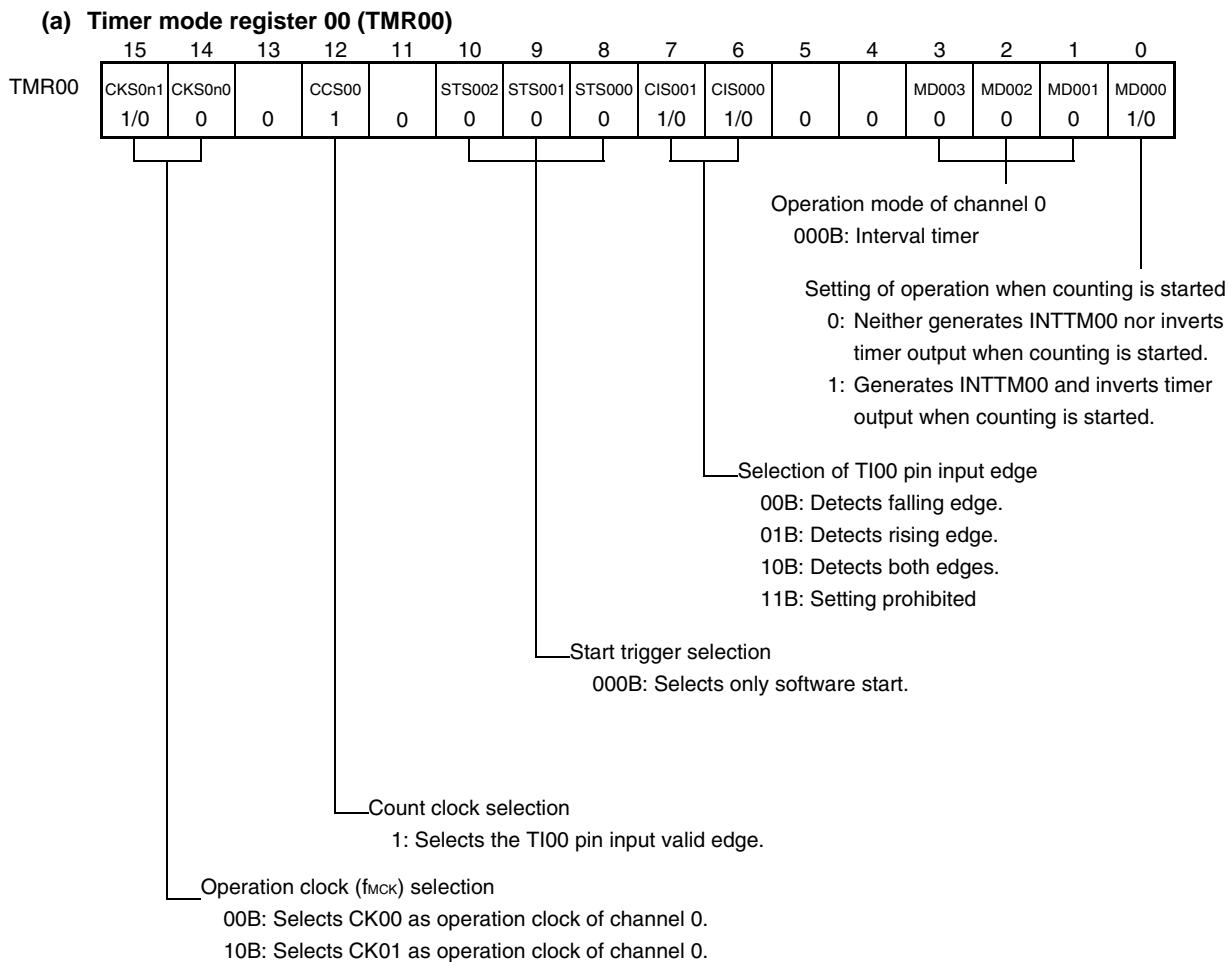 (a) Timer mode register 00 (TMR00)
15 14 13 12 11 10 9 8 7 6 5 4 3 2 1 0
TMR00 CKS0n1 CKS0n0 CCS00 STS002 STS001 STS000 CIS001 CIS000 MD003 MD002 MD001 MD000
1/0 0 0 1 0 0 0 0 1/0 1/0 0 0 0 0 0 1/0
Operation mode of channel 0
000B: Interval timer
Setting of operation when counting is started
0: Neither generates INTTM00 nor inverts
timer output when counting is started.
1: Generates INTTM00 and inverts timer
output when counting is started.
Selection of TI00 pin input edge
00B: Detects falling edge.
01B: Detects rising edge.
10B: Detects both edges.
11B: Setting prohibited
Start trigger selection
000B: Selects only software start.
Count clock selection
1: Selects the TI00 pin input valid edge.
Operation clock (fMCK) selection
00B: Selects CK00 as operation clock of channel 0.
10B: Selects CK01 as operation clock of channel 0.